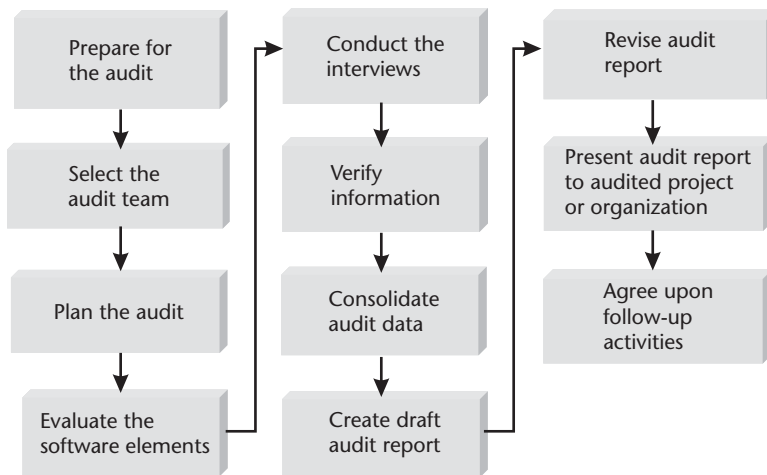 Prepare for
the audit
Select the
audit team
Plan the audit
Evaluate the
software elements
Conduct the
interviews
Verify
information
Consolidate
audit data
Create draft
audit report
Revise audit
report
Present audit report
to audited project
or organization
Agree upon
follow-up
activities